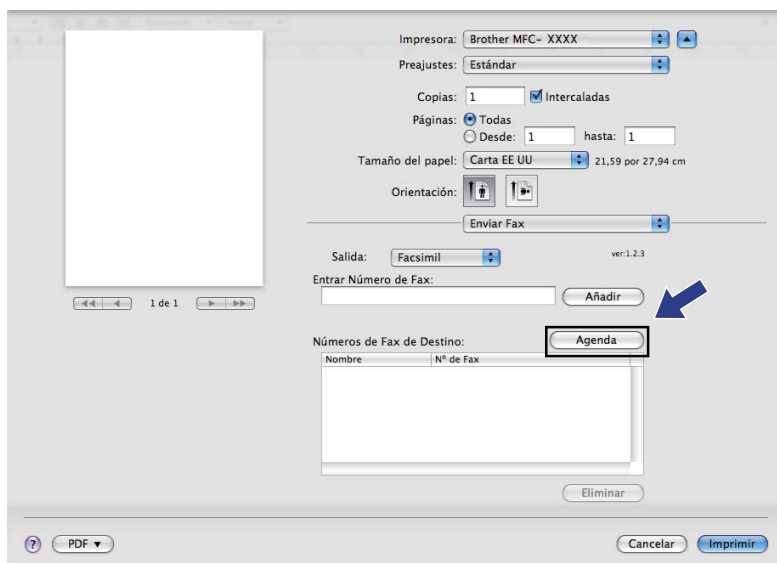 Impresora: Brother MFC- XXXX
Preajustes: Estándar
Copias: 1 Intercaladas
Páginas: Todas
Desde: 1 hasta: 1
Tamaño del papel: Carta EE UU 21,59 por 27,94 cm
Orientación:
Enviar Fax
Salida: Facsimil ver:1.2.3
Entrar Número de Fax:
Añadir
1 de 1
Números de Fax de Destino: Agenda
Nombre Nº de Fax
Eliminar
? PDF Cancelar Imprimir